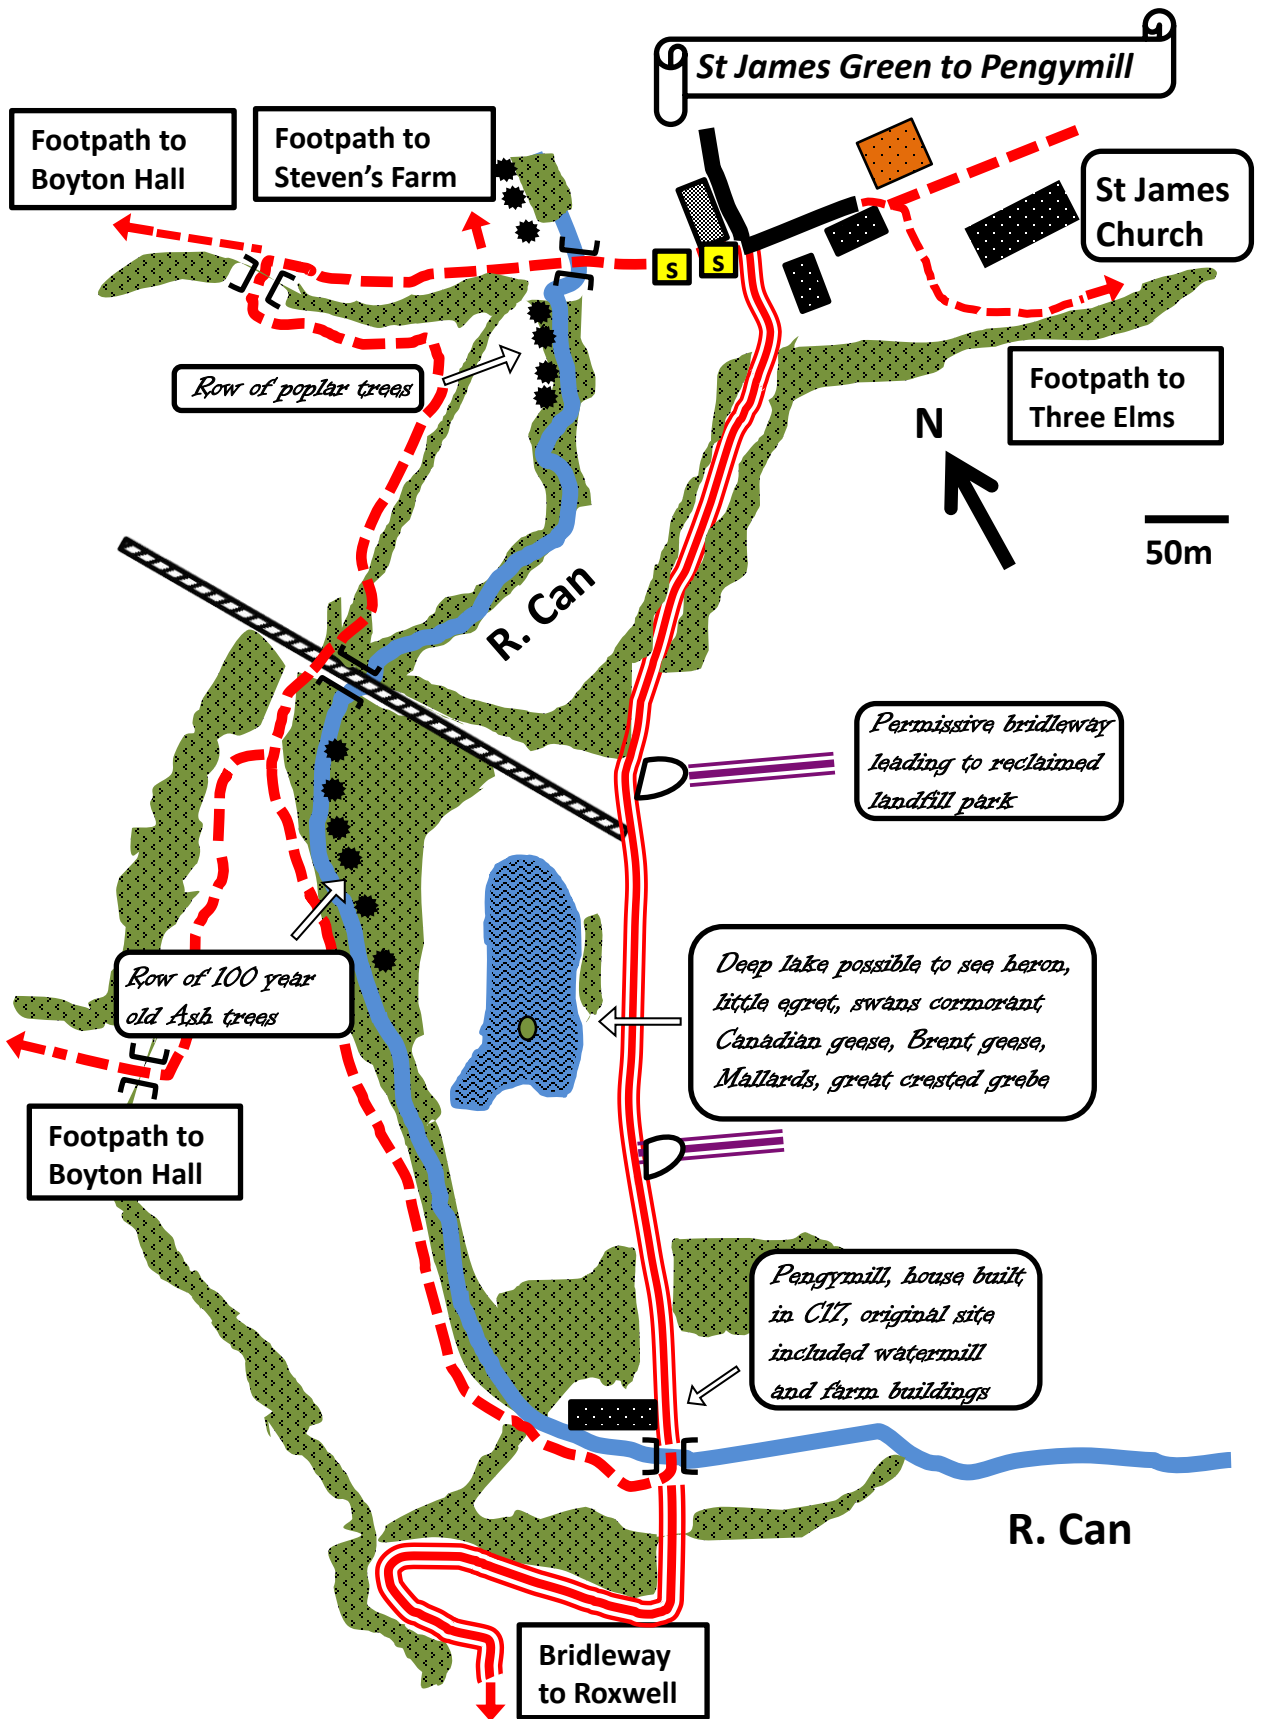 St James Green to Pengymill
Footpath to
Boyton Hall
Footpath to
Steven's Farm
St James
Church
S
S
Footpath to
Three Elms
Row of poplar trees
N
50m
R. Can
Permissive bridleway
leading to reclaimed
landfill park
Row of 100 year
old Ash trees
Deep lake possible to see heron,
little egret, swans cormorant
Canadian geese, Brent geese,
Mallards, great crested grebe
Footpath to
Boyton Hall
Pengymill, house built
in C17, original site
included watermill
and farm buildings
R. Can
Bridleway
to Roxwell